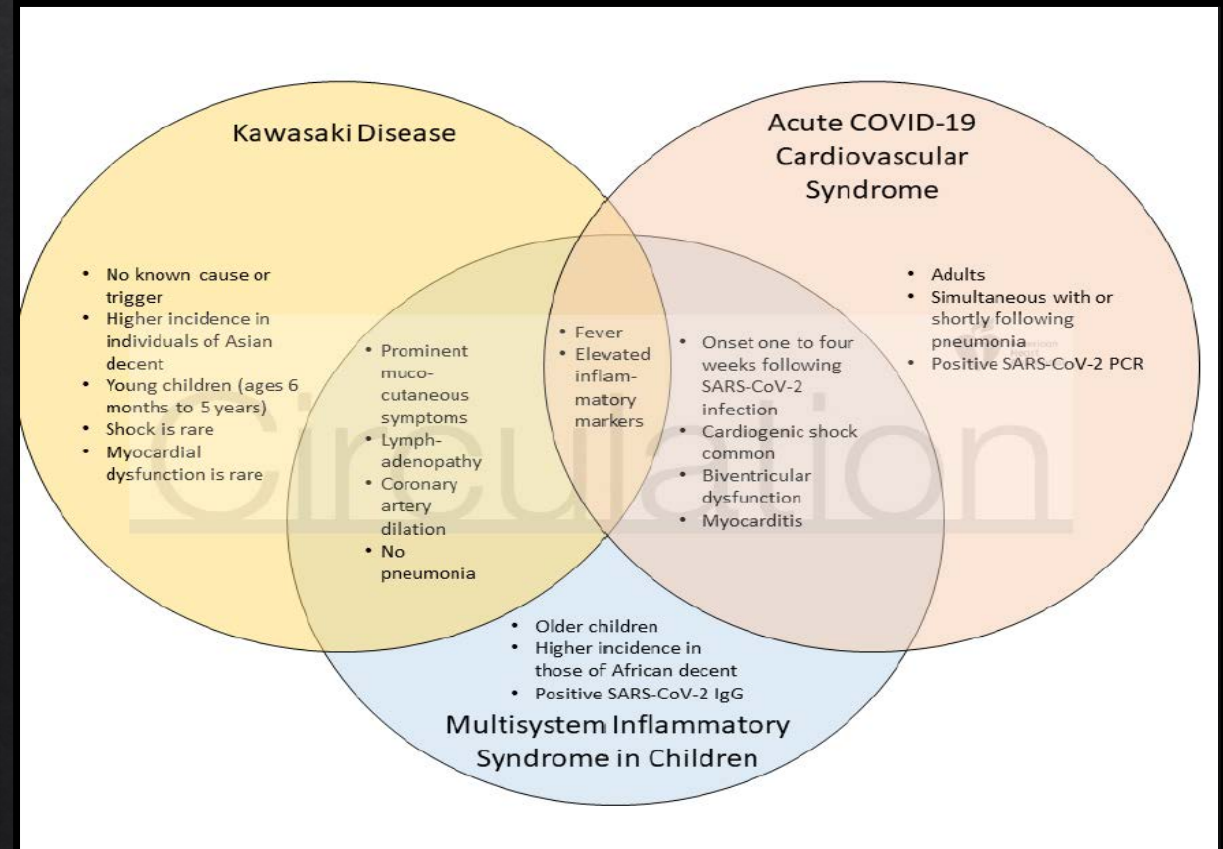 Kawasaki Disease
Acute COVID-19
Cardiovascular
Syndrome
• No known cause or
trigger
• Higher incidence in
individuals of Asian
decent
• Young children (ages 6
months to 5 years)
• Shock is rare
• Myocardial
dysfunction is rare
• Prominent
muco-
cutaneous
symptoms
• Lymph-
adenopathy
• Coronary
artery
dilation
• No
pneumonia
• Fever
• Elevated
inflam-
matory
markers
• Onset one to four
weeks following
SARS-CoV-2
infection
• Cardiogenic shock
common
• Biventricular
dysfunction
• Myocarditis
• Adults
• Simultaneous with or
shortly following
pneumonia
• Positive SARS-CoV-2 PCR
• Older children
• Higher incidence in
those of African decent
• Positive SARS-CoV-2 IgG
Multisystem Inflammatory
Syndrome in Children
Circulation